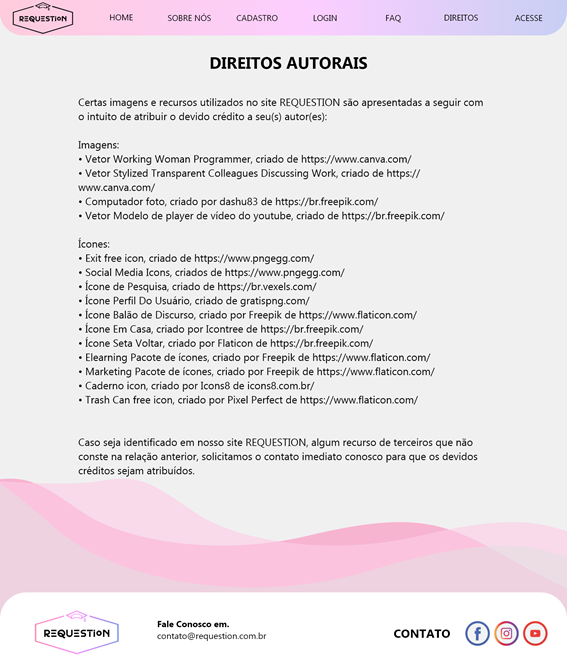 REQUESTION
HOME
SOBRE NÓS
CADASTRO
LOGIN
FAQ
DIREITOS
ACESSE
DIREITOS AUTORAIS
Certas imagens e recursos utilizados no site REQUESTION são apresentadas a seguir com
o intuito de atribuir o devido crédito a seu(s) autor(es):
Imagens:
• Vetor Working Woman Programmer, criado de https://www.canva.com/
• Vetor Stylized Transparent Colleagues Discussing Work, criado de https://
www.canva.com/
• Computador foto, criado por dashu83 de https://br.freepik.com/
• Vetor Modelo de player de vídeo do youtube, criado de https://br.freepik.com/
Ícones:
• Exit free icon, criado de https://www.pngegg.com/
• Social Media Icons, criados de https://www.pngegg.com/
• Ícone de Pesquisa, criado de https://br.vexels.com/
• Ícone Perfil Do Usuário, criado de gratispng.com/
• Ícone Balão de Discurso, criado por Freepik de https://www.flaticon.com/
• Ícone Em Casa, criado por Icontree de https://br.freepik.com/
• Ícone Seta Voltar, criado por Flaticon de https://br.freepik.com/
• Elearning Pacote de ícones, criado por Freepik de https://www.flaticon.com/
• Marketing Pacote de ícones, criado por Freepik de https://www.flaticon.com/
• Caderno icon, criado por Icons8 de icons8.com.br/
• Trash Can free icon, criado por Pixel Perfect de https://www.flaticon.com/
Caso seja identificado em nosso site REQUESTION, algum recurso de terceiros que não
conste na relação anterior, solicitamos o contato imediato conosco para que os devidos
créditos sejam atribuídos.
REQUESTION
Fale Conosco em.
contato@requestion.com.br
CONTATO